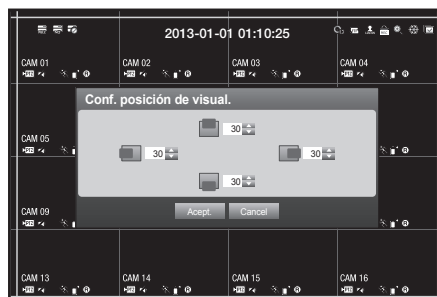 2013-01-01 01:10:25
CAM 01 CAM 02 CAM 03 CAM 04
Conf. posición de visual.
30
CAM 05
30 30
30
CAM 09
Acept. Cancel
CAM 13 CAM 14 CAM 15 CAM 16